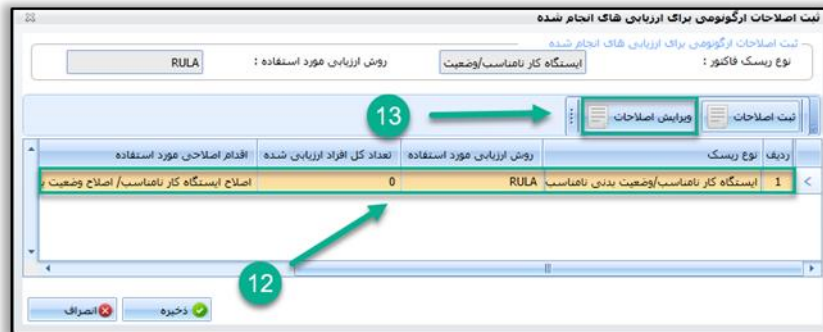 ثبت اصلاحات ارگونومی برای ارزیابی های انجام شده
ثبت اصلاحات ارگونومی برای ارزیابی های انجام شده
نوع ریسک فاکتور : ایستگاه کار نامناسب/وضعیت روش ارزیابی مورد استفاده : RULA
ثبت اصلاحات ویرایش اصلاحات 13
ردیف نوع ریسک روش ارزیابی مورد استفاده تعداد کل افراد ارزیابی شده اقدام اصلاحی مورد استفاده
1 ایستگاه کار نامناسب/وضعیت بدنی نامناسب RULA 0 اصلاح ایستگاه کار نامناسب/ اصلاح وضعیت ب
12
ذخیره انصراف